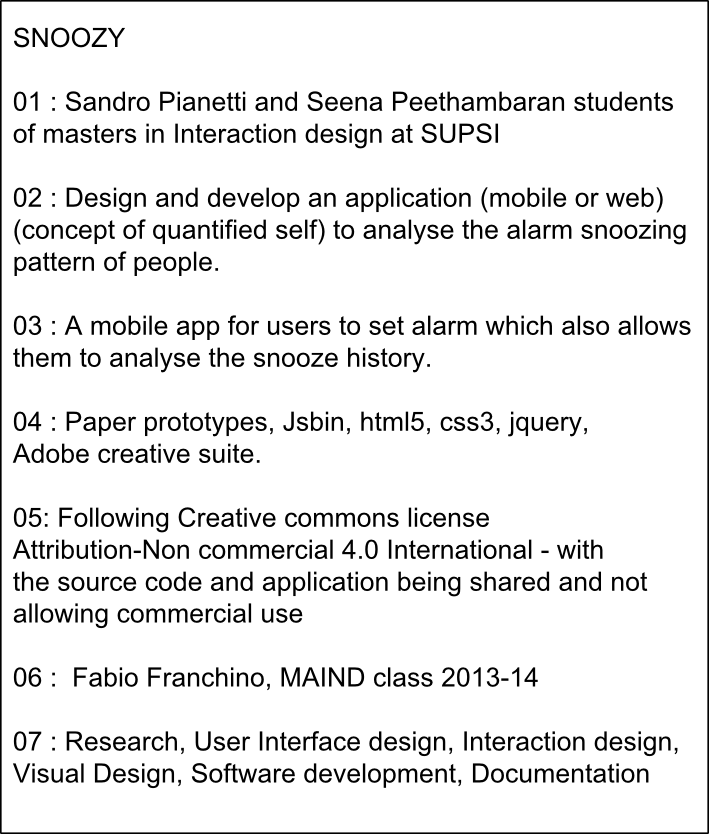 SNOOZY
01 : Sandro Pianetti and Seena Peethambaran students
of masters in Interaction design at SUPSI
02 : Design and develop an application (mobile or web)
(concept of quantified self) to analyse the alarm snoozing
pattern of people.
03 : A mobile app for users to set alarm which also allows
them to analyse the snooze history.
04 : Paper prototypes, Jsbin, html5, css3, jquery,
Adobe creative suite.
05: Following Creative commons license
Attribution-Non commercial 4.0 International - with
the source code and application being shared and not
allowing commercial use
06 :  Fabio Franchino, MAIND class 2013-14
07 : Research, User Interface design, Interaction design,
Visual Design, Software development, Documentation